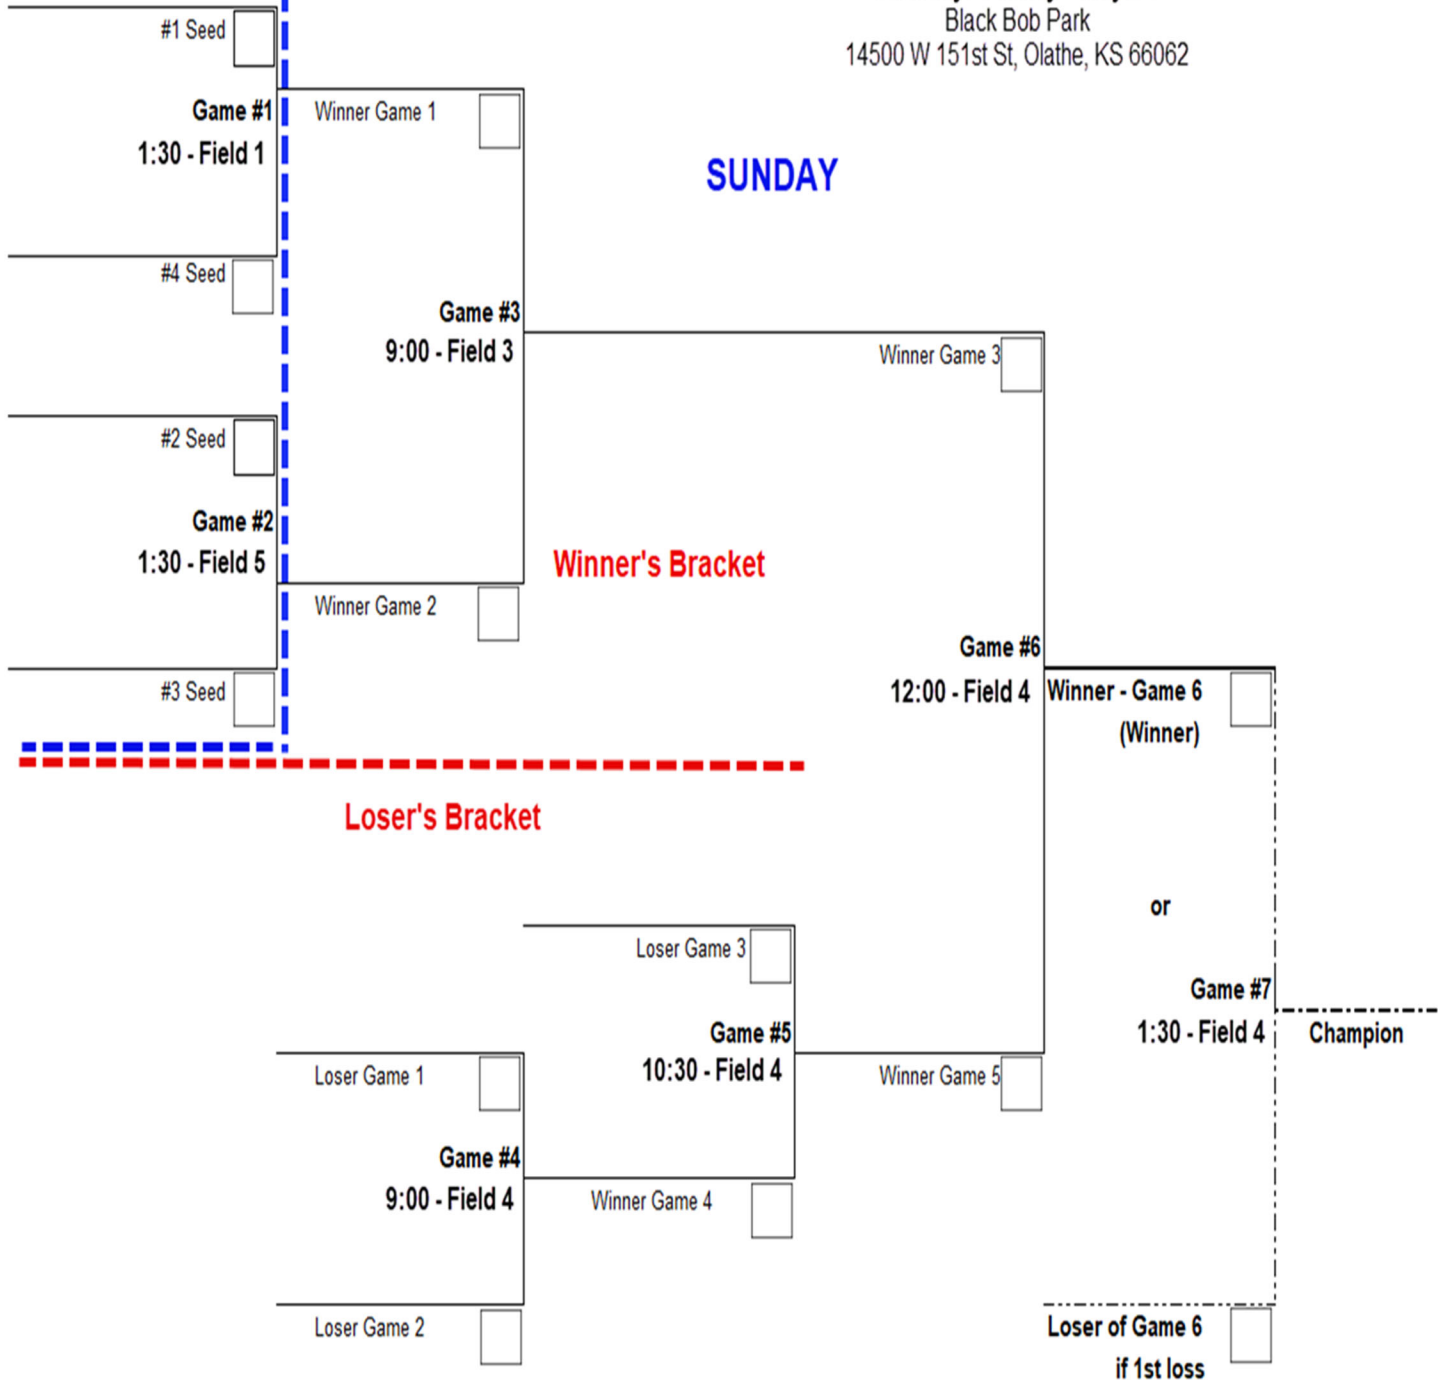 Black Bob Park
14500 W 151st St, Olathe, KS 66062
#1 Seed
Game #1
1:30 - Field 1
#4 Seed
Winner Game 1
SUNDAY
Game #3
9:00 - Field 3
Winner Game 3
#2 Seed
Game #2
1:30 - Field 5
#3 Seed
Winner Game 2
Winner's Bracket
Game #6
12:00 - Field 4
Winner - Game 6
(Winner)
Loser's Bracket
or
Loser Game 3
Game #5
10:30 - Field 4
Winner Game 5
Game #7
1:30 - Field 4
Champion
Loser Game 1
Game #4
9:00 - Field 4
Winner Game 4
Loser Game 2
Loser of Game 6
if 1st loss